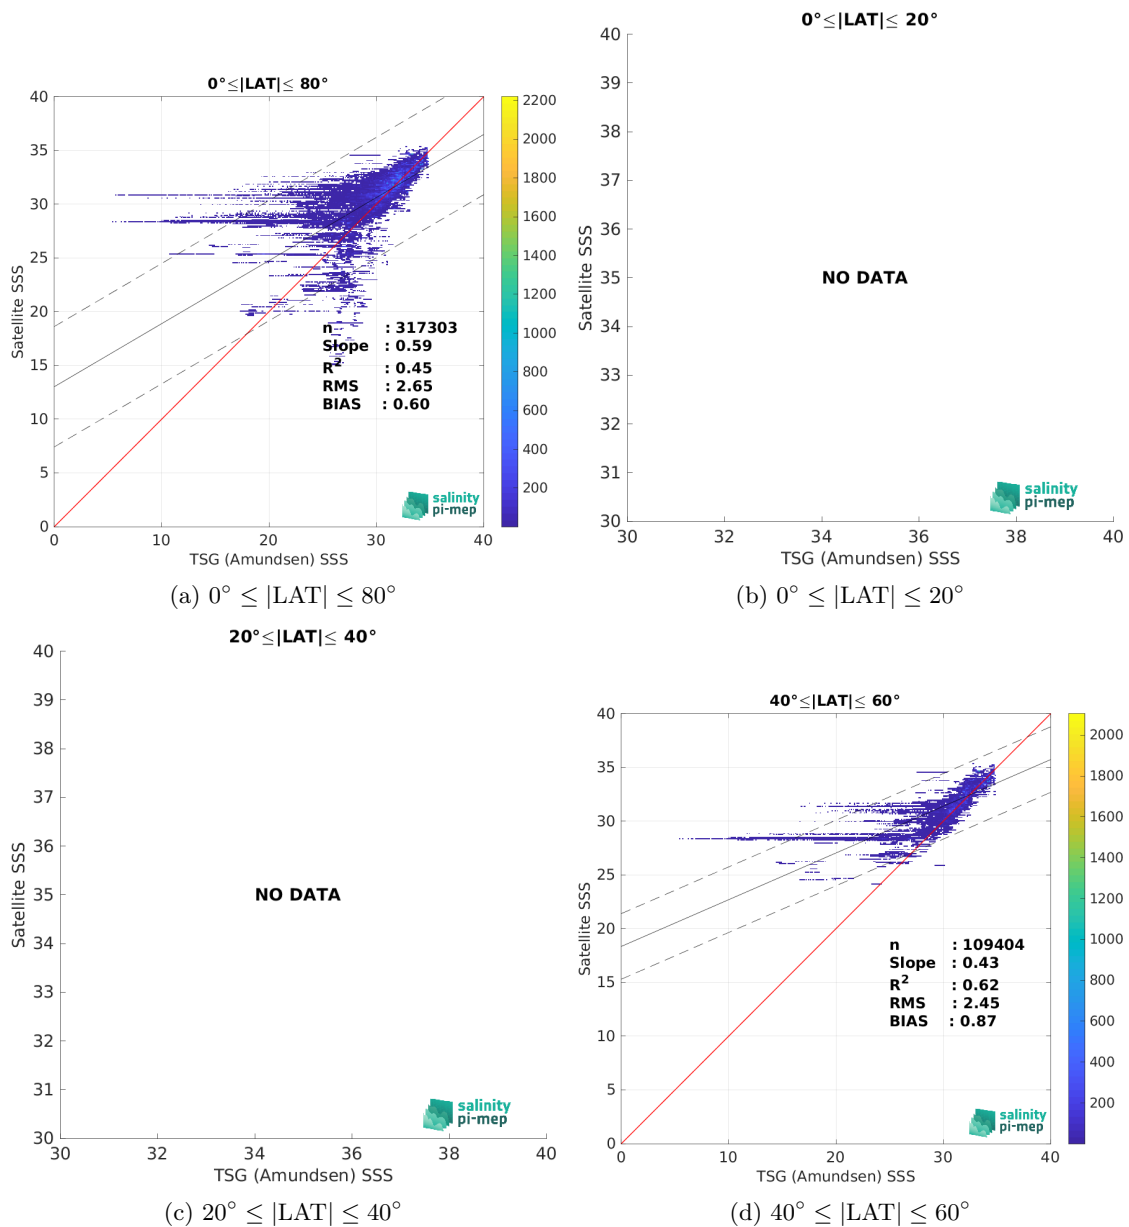 0°≤|LAT|≤ 80°
40
35
30
25
20
15
10
5
0
Satellite SSS
0
10
20
30
40
TSG (Amundsen) SSS
n : 317303
Slope : 0.59
R² : 0.45
RMS : 2.65
BIAS : 0.60
2200
2000
1800
1600
1400
1200
1000
800
600
400
200
salinity
pi-mep
(a) 0° ≤ |LAT| ≤ 80°
0°≤|LAT|≤ 20°
40
39
38
37
36
35
34
33
32
31
30
Satellite SSS
NO DATA
30
32
34
36
38
40
TSG (Amundsen) SSS
salinity
pi-mep
(b) 0° ≤ |LAT| ≤ 20°
20°≤|LAT|≤ 40°
40
39
38
37
36
35
34
33
32
31
30
Satellite SSS
NO DATA
30
32
34
36
38
40
TSG (Amundsen) SSS
salinity
pi-mep
(c) 20° ≤ |LAT| ≤ 40°
40°≤|LAT|≤ 60°
40
35
30
25
20
15
10
5
0
Satellite SSS
0
10
20
30
40
TSG (Amundsen) SSS
n : 109404
Slope : 0.43
R² : 0.62
RMS : 2.45
BIAS : 0.87
2000
1800
1600
1400
1200
1000
800
600
400
200
salinity
pi-mep
(d) 40° ≤ |LAT| ≤ 60°